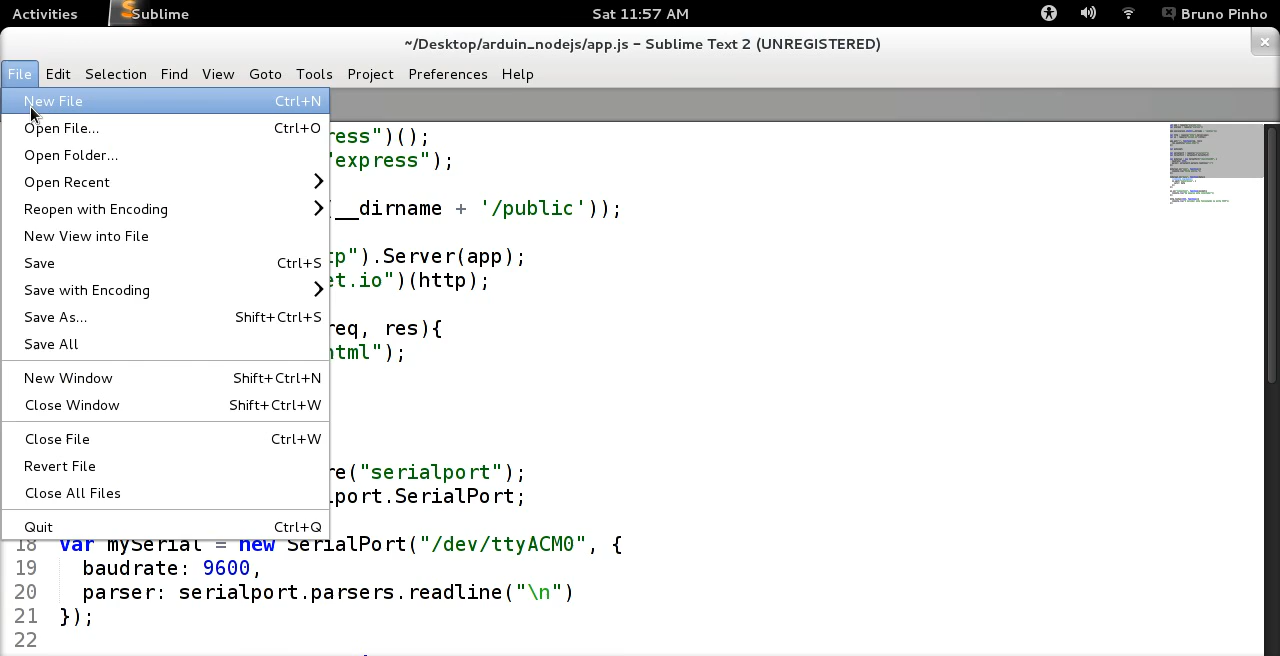 Activities Sublime Sat 11:57 AM Bruno Pinho
~/Desktop/arduin_nodejs/app.js - Sublime Text 2 (UNREGISTERED)
File Edit Selection Find View Goto Tools Project Preferences Help
New File Ctrl+N
Open File... Ctrl+O
ress")();
Open Folder... "express");
Open Recent
Reopen with Encoding (__dirname + '/public'));
New View into File
tp").Server(app);
Save Ctrl+S
et.io")(http);
Save with Encoding
Save As... Shift+Ctrl+S
req, res){
Save All
html");
New Window Shift+Ctrl+N
Close Window Shift+Ctrl+W
Close File Ctrl+W
Revert File
re("serialport");
Close All Files
port.SerialPort;
Quit Ctrl+Q
18 var mySerial = new SerialPort("/dev/ttyACM0", {
19 baudrate: 9600,
20 parser: serialport.parsers.readline("\n")
21 });
22